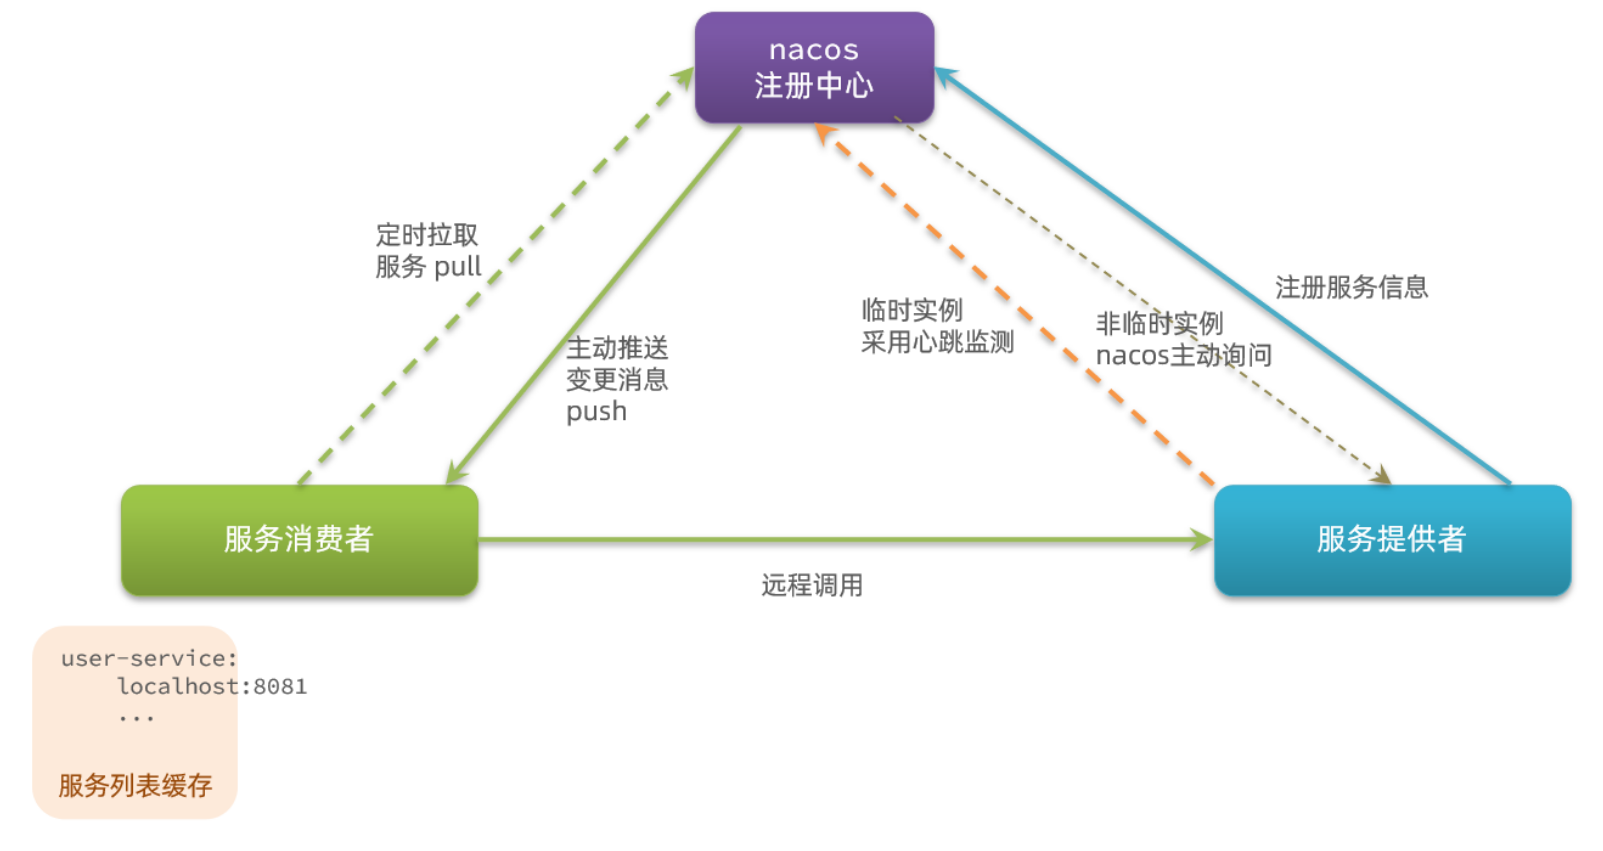 nacos
注册中心
定时拉取
服务 pull
主动推送
变更消息
push
临时实例
采用心跳监测
非临时实例
nacos主动询问
注册服务信息
服务消费者
服务提供者
远程调用
user-service:
localhost:8081
...
服务列表缓存